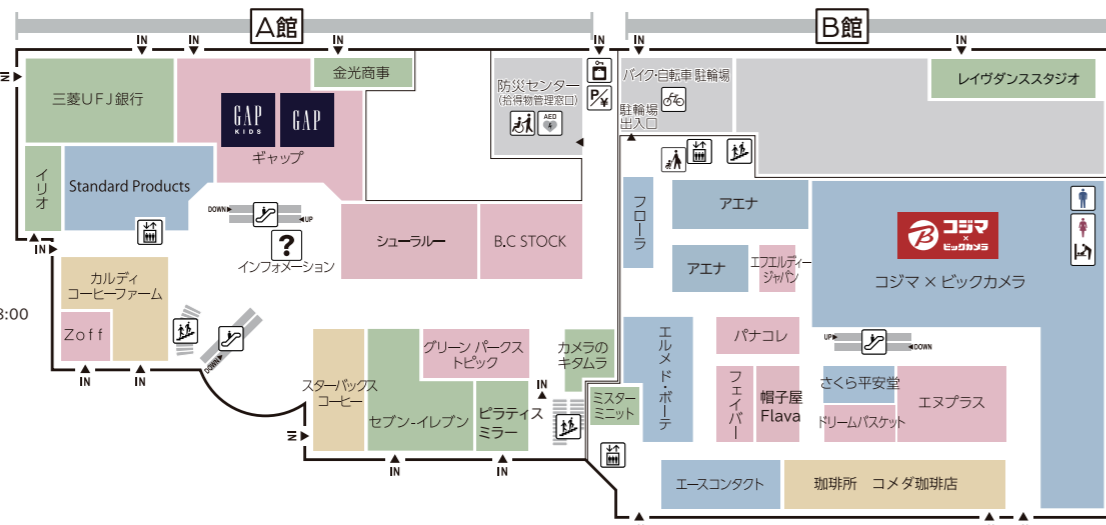 A館
B館
IN
IN
IN
IN
IN
IN
IN
三菱UFJ銀行
GAP
KIDS
GAP
ギャップ
金光商事
防災センター
(拾得物管理窓口)
AED
P/¥
バイク・自転車 駐輪場
駐輪場
出入口
レイヴダンススタジオ
イリオ
Standard Products
DOWN
UP
?
インフォメーション
シューラルー
B.C STOCK
フローラ
アエナ
アエナ
エフエルディー
ジャパン
コジマ
×
ビックカメラ
コジマ × ビックカメラ
IN
カルディ
コーヒーファーム
Zoff
8:00
DOWN
IN
IN
スターバックス
コーヒー
セブン-イレブン
グリーン パークス
トピック
ピラティス
ミラー
カメラの
キタムラ
ミスター
ミニット
IN
IN
IN
IN
エルメ ド・ボーテ
パナコレ
フェイバー
帽子屋
Flava
UP
DOWN
さくら平安堂
ドリームバスケット
エヌプラス
エースコンタクト
珈琲所 コメダ珈琲店